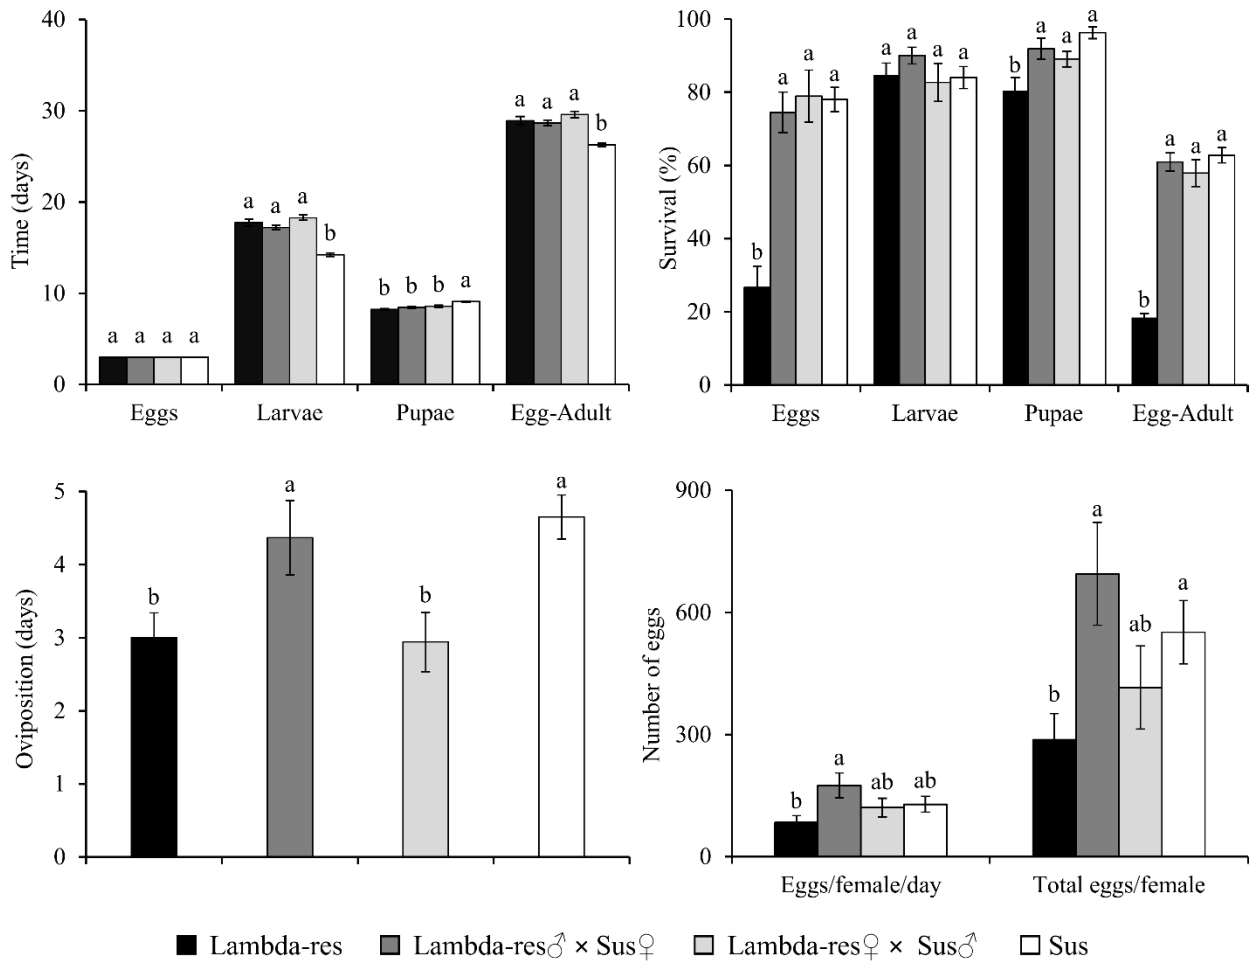 40
30
20
10
0
Time (days)
a a a a
a a a b
b b b a
a a a b
Eggs Larvae Pupae Egg-Adult
100
80
60
40
20
0
Survival (%)
b a a a
a a a a
b a a a
b a a a
Eggs Larvae Pupae Egg-Adult
5
4
3
2
1
0
Oviposition (days)
b a b a
900
600
300
0
Number of eggs
b a ab ab
b a ab a
Eggs/female/day Total eggs/female
Lambda-res Lambda-res♂ × Sus♀ Lambda-res♀ × Sus♂ Sus